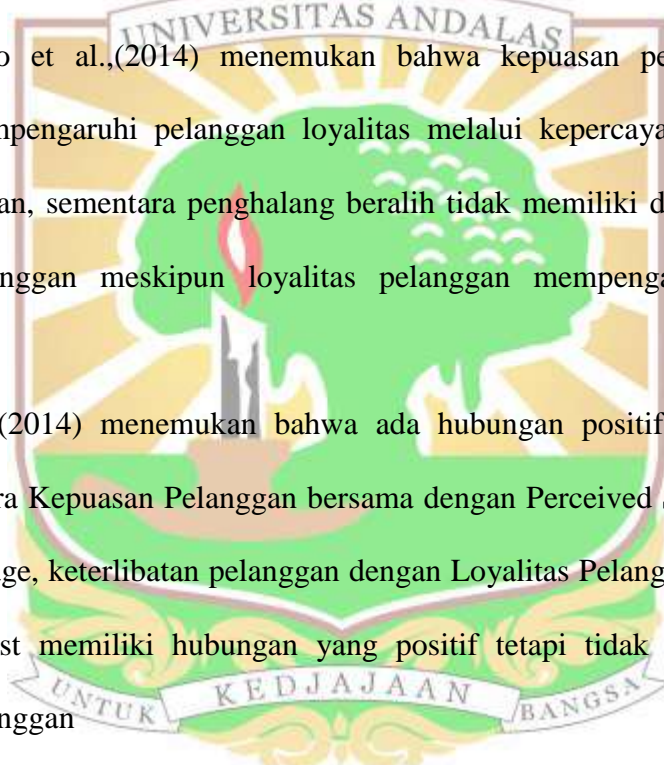 UNIVERSITAS ANDALAS
o et al.,(2014) menemukan bahwa kepuasan pe
mpengaruhi pelanggan loyalitas melalui kepercaya
an, sementara penghalang beralih tidak memiliki d
nggan meskipun loyalitas pelanggan mempenga
(2014) menemukan bahwa ada hubungan positif
ra Kepuasan Pelanggan bersama dengan Perceived
ge, keterlibatan pelanggan dengan Loyalitas Pelang
st memiliki hubungan yang positif tetapi tidak
UNTUK KEDJAJAAN BANGSA
nggan